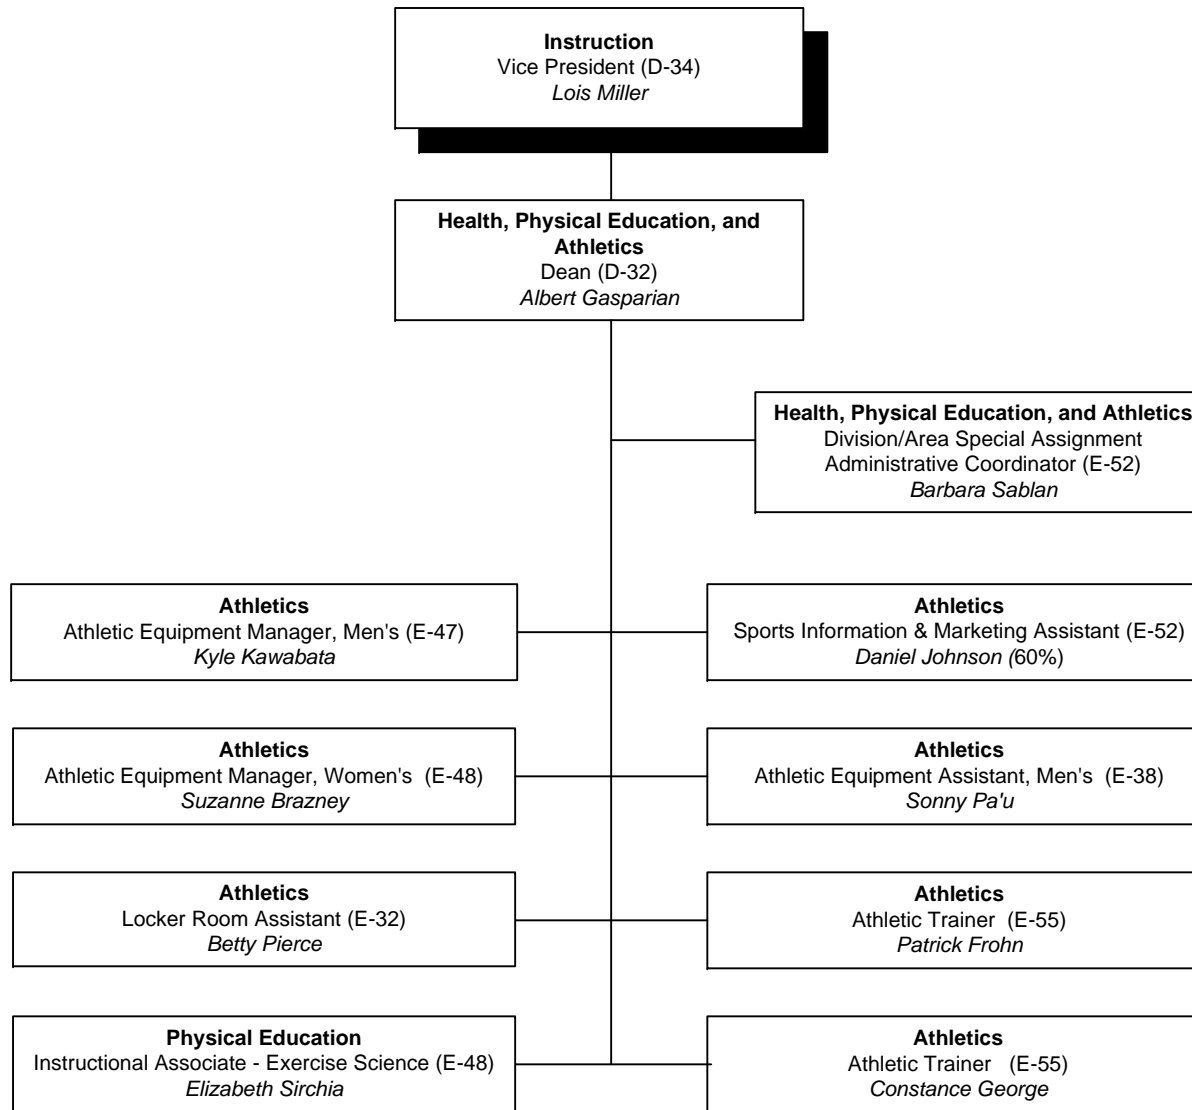 Instruction
Vice President (D-34)
Lois Miller
Health, Physical Education, and
Athletics
Dean (D-32)
Albert Gasparian
Health, Physical Education, and Athletics
Division/Area Special Assignment
Administrative Coordinator (E-52)
Barbara Sablan
Athletics
Athletic Equipment Manager, Men's (E-47)
Kyle Kawabata
Athletics
Sports Information & Marketing Assistant (E-52)
Daniel Johnson (60%)
Athletics
Athletic Equipment Manager, Women's (E-48)
Suzanne Brazney
Athletics
Athletic Equipment Assistant, Men's (E-38)
Sonny Pa'u
Athletics
Locker Room Assistant (E-32)
Betty Pierce
Athletics
Athletic Trainer (E-55)
Patrick Frohn
Physical Education
Instructional Associate - Exercise Science (E-48)
Elizabeth Sirchia
Athletics
Athletic Trainer (E-55)
Constance George